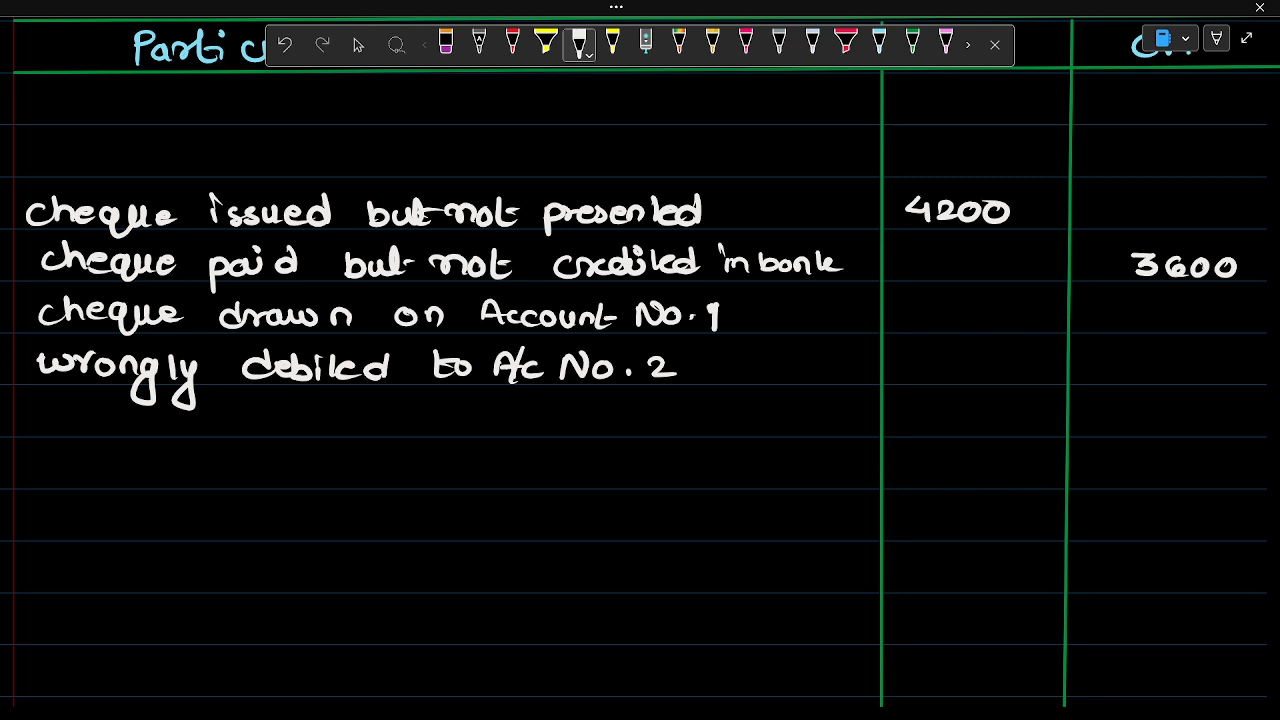 Parti
cheque issued but not presented 4200
cheque paid but not credited in bank 3600
cheque drawn on Account No. 1
wrongly debited to A/c No. 2